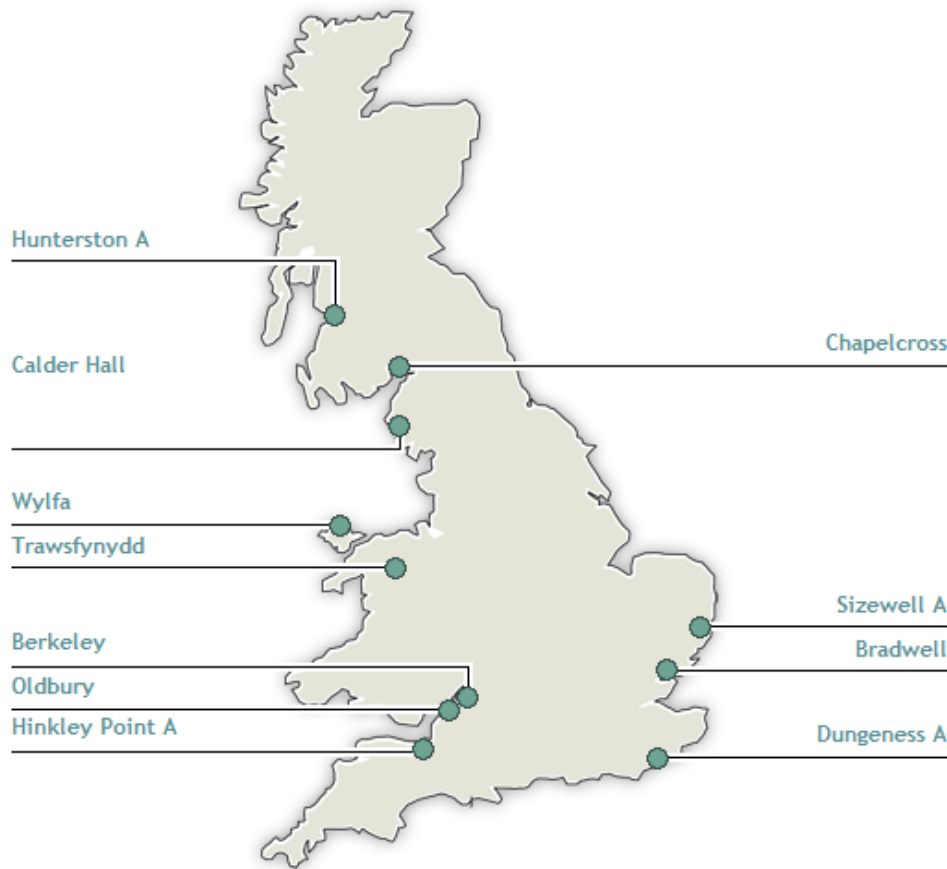 Hunterston A
Chapelcross
Calder Hall
Wylfa
Trawsfynydd
Sizewell A
Berkeley
Bradwell
Oldbury
Hinkley Point A
Dungeness A